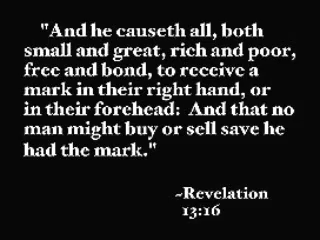 "And he causeth all, both
small and great, rich and poor,
free and bond, to receive a
mark in their right hand, or
in their forehead: And that no
man might buy or sell save he
had the mark."
~Revelation
13:16